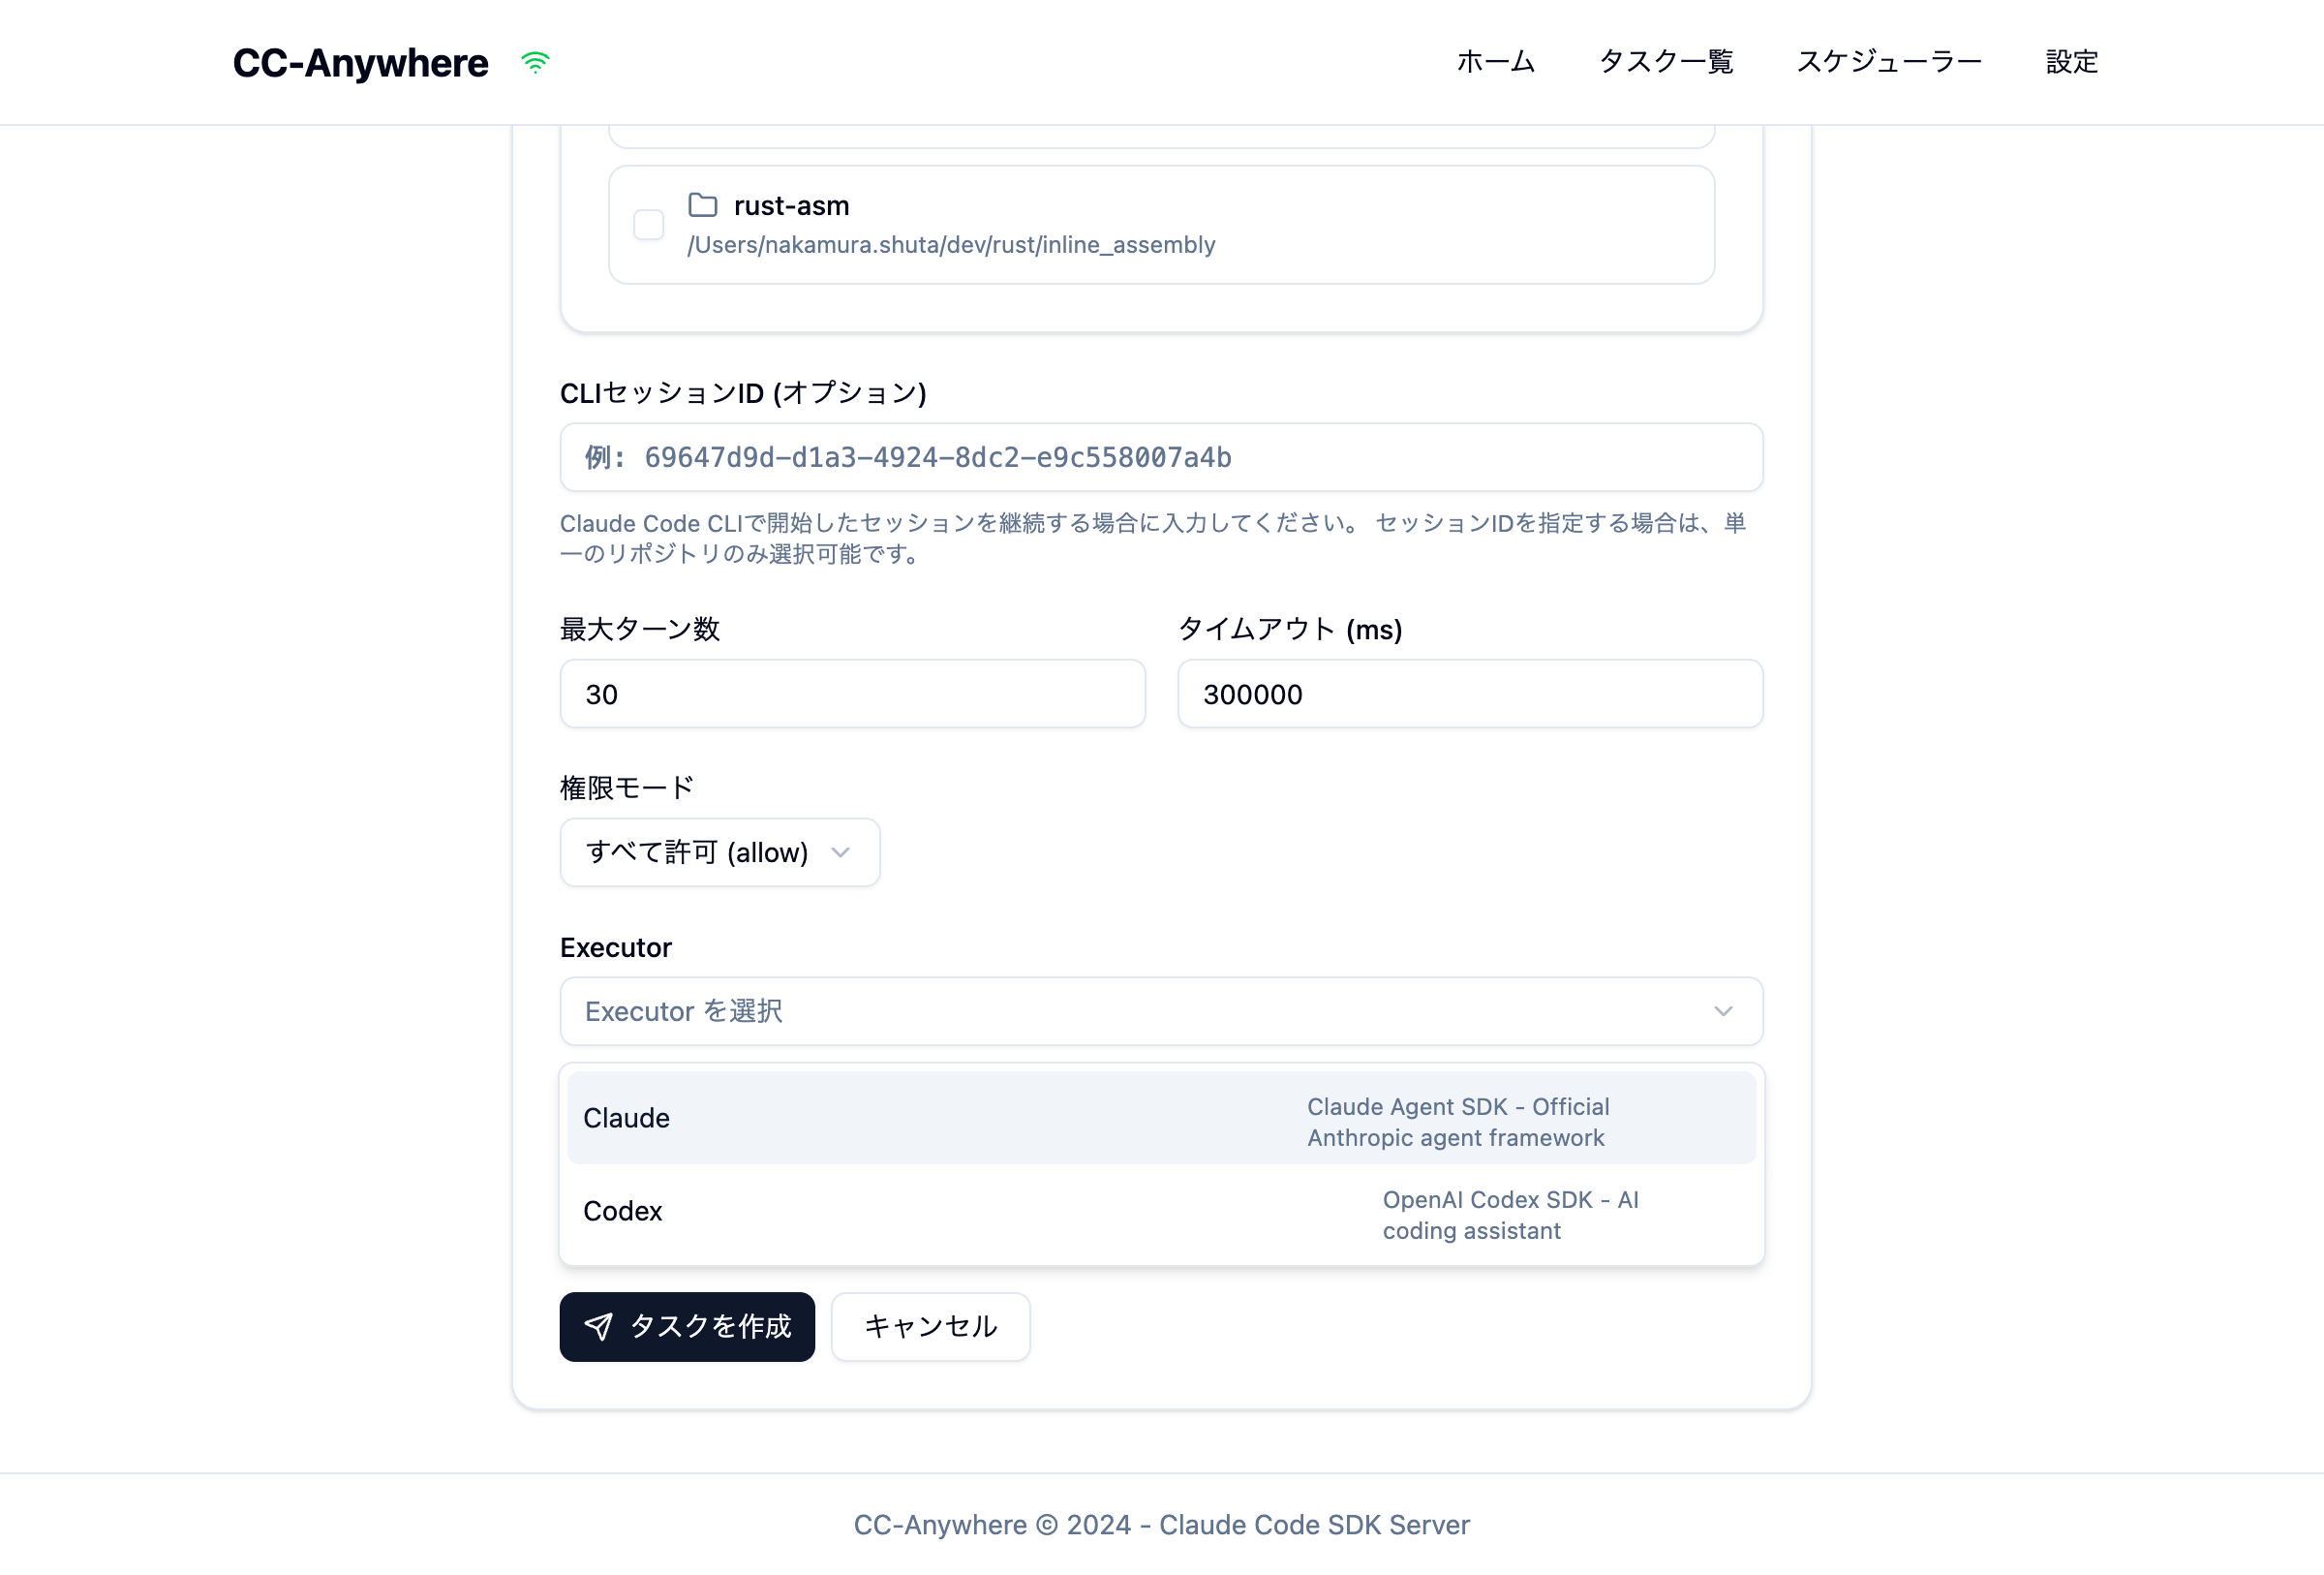 CC-Anywhere
ホーム タスク一覧 スケジューラー 設定
rust-asm
/Users/nakamura.shuta/dev/rust/inline_assembly
CLIセッションID (オプション)
例: 69647d9d-d1a3-4924-8dc2-e9c558007a4b
Claude Code CLIで開始したセッションを継続する場合に入力してください。 セッションIDを指定する場合は、単
一のリポジトリのみ選択可能です。
最大ターン数 タイムアウト (ms)
30 300000
権限モード
すべて許可 (allow)
Executor
Executor を選択
Claude
Claude Agent SDK - Official
Anthropic agent framework
Codex
OpenAI Codex SDK - AI
coding assistant
タスクを作成 キャンセル
CC-Anywhere © 2024 - Claude Code SDK Server